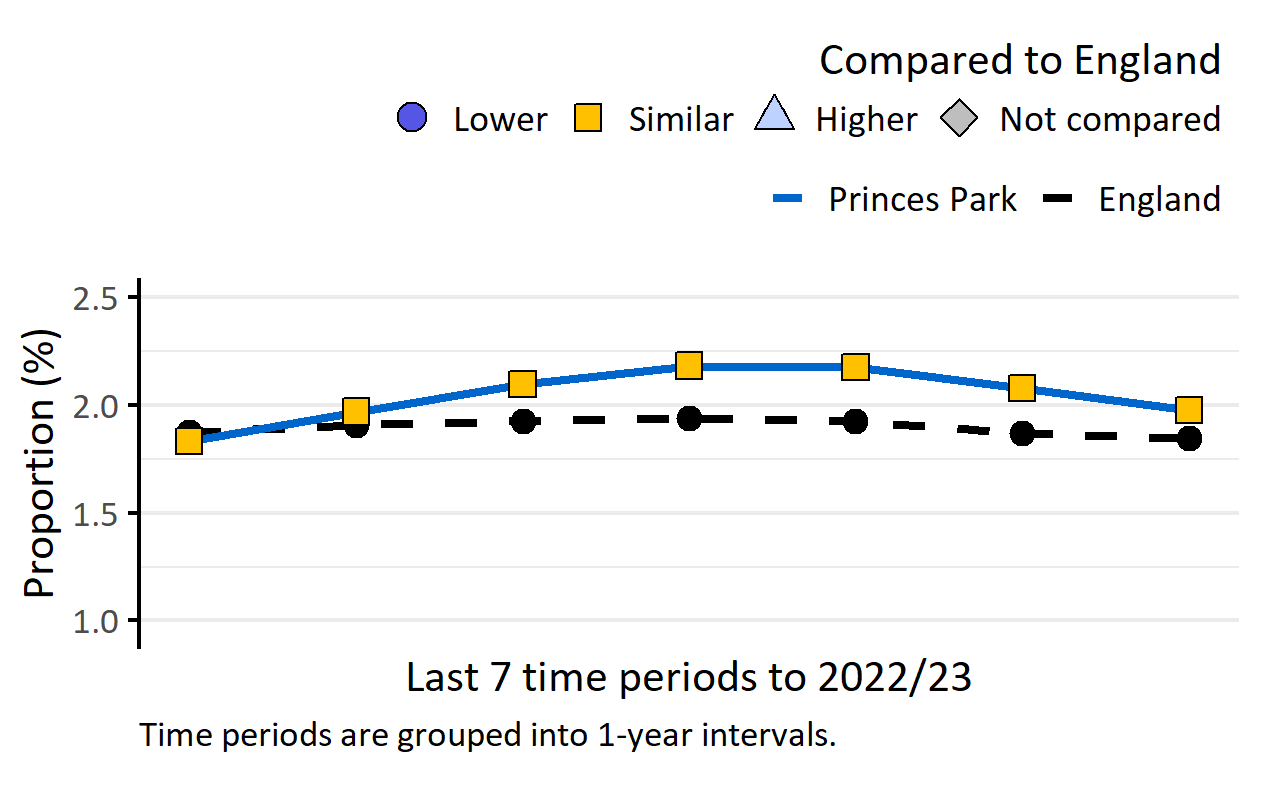 Compared to England
Lower Similar Higher Not compared
Princes Park England
Proportion (%)
2.5
2.0
1.5
1.0
Last 7 time periods to 2022/23
Time periods are grouped into 1-year intervals.